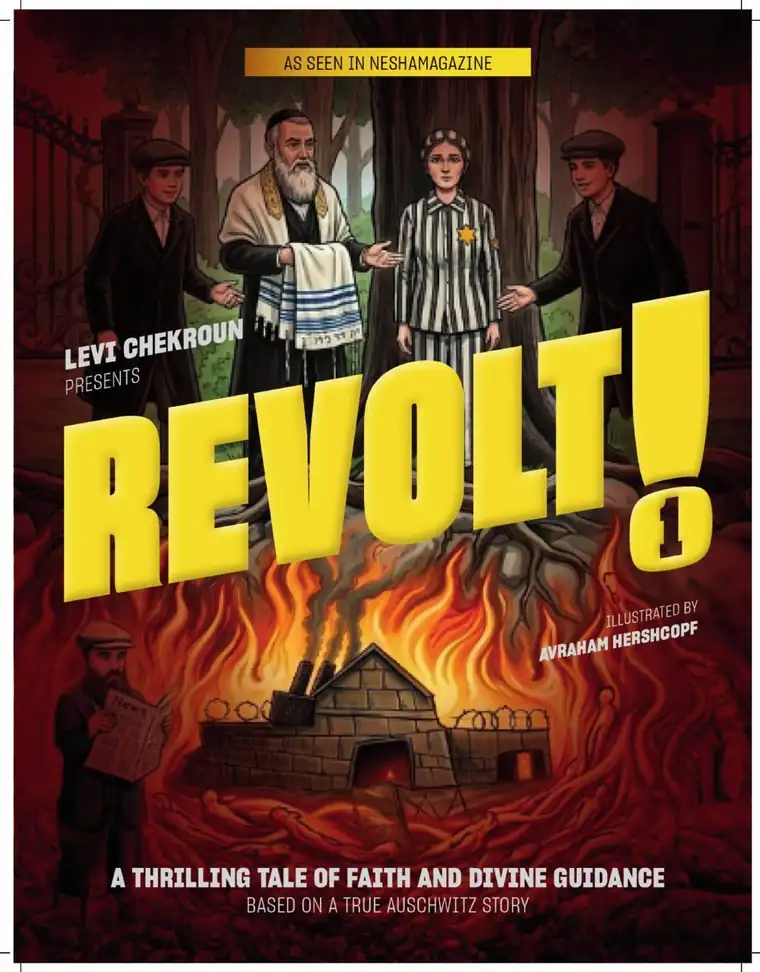 AS SEEN IN NESHAMAGAZINE
LEVI CHEKROUN
PRESENTS
REVOLT!
1
ILLUSTRATED BY
AVRAHAM HERSHCOPF
News
A THRILLING TALE OF FAITH AND DIVINE GUIDANCE
BASED ON A TRUE AUSCHWITZ STORY